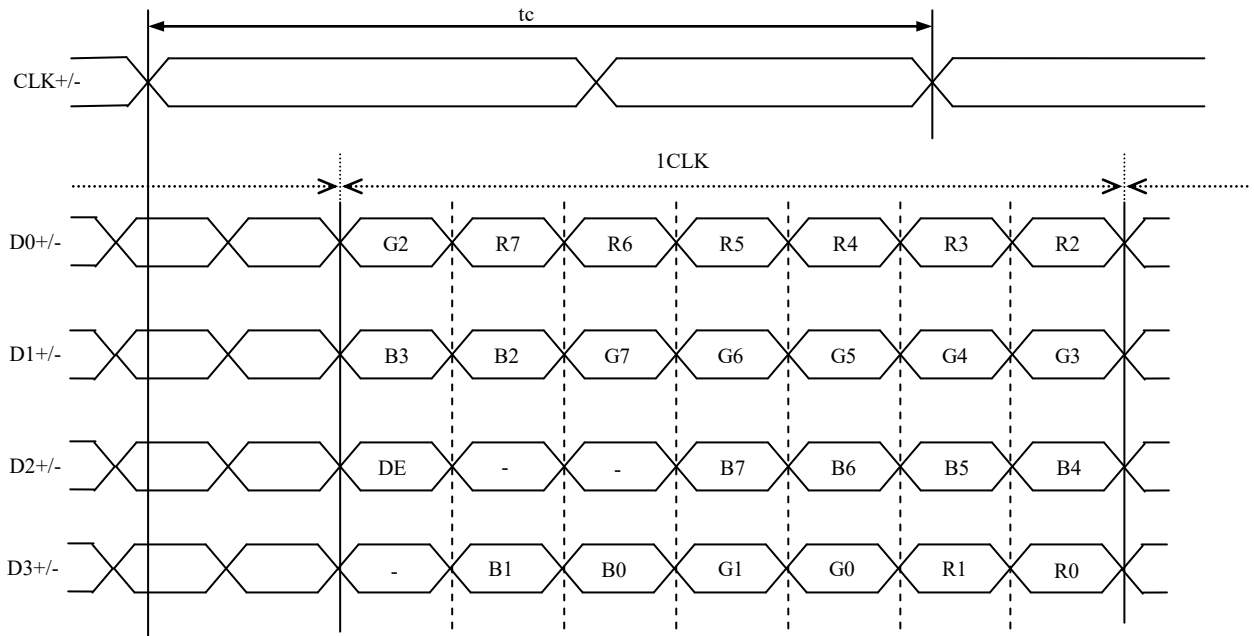 tc
CLK+/-
1CLK
D0+/- G2 R7 R6 R5 R4 R3 R2
D1+/- B3 B2 G7 G6 G5 G4 G3
D2+/- DE - - B7 B6 B5 B4
D3+/- - B1 B0 G1 G0 R1 R0